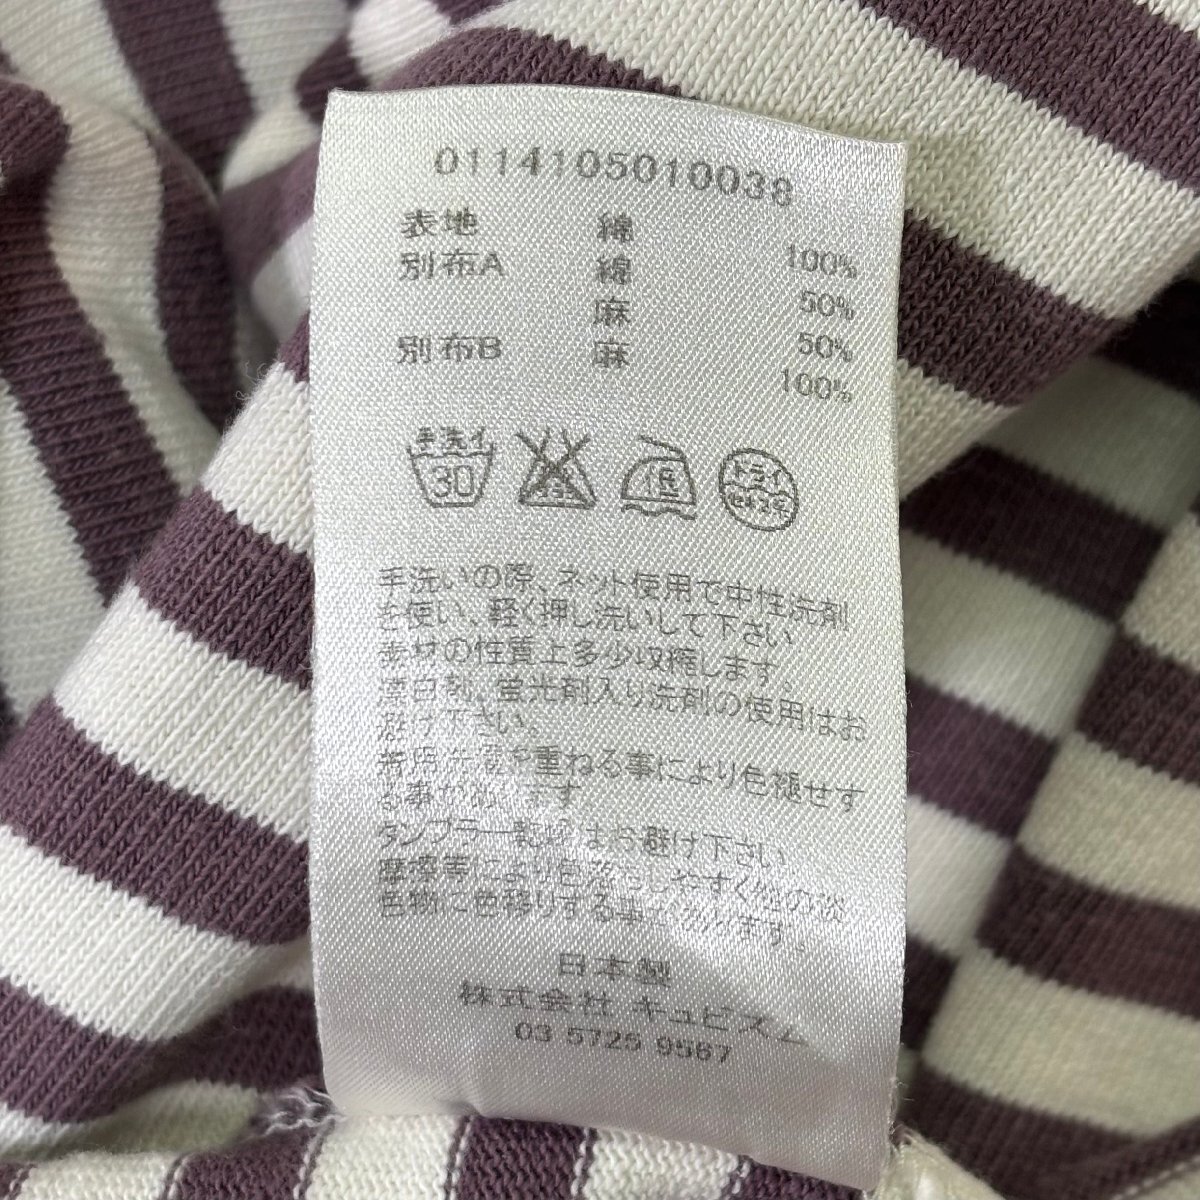 0114105010038
表地 綿 100%
別布A 綿 50%
麻 50%
別布B 麻 100%
手洗イ 30
ドライ
手洗いの際、ネット使用で中性洗剤
を使い、軽く押し洗いして下さい
素材の性質上多少収縮します。
漂白剤、蛍光剤入り洗剤の使用はお
避け下さい。
着用洗濯を重ねる事により色褪せす
る事があります
タンブラー乾燥はお避け下さい
摩擦等により色落ちしやすく他の淡
色物に色移りする事があります。
日本製
株式会社 キュビズム
03 5725 9567